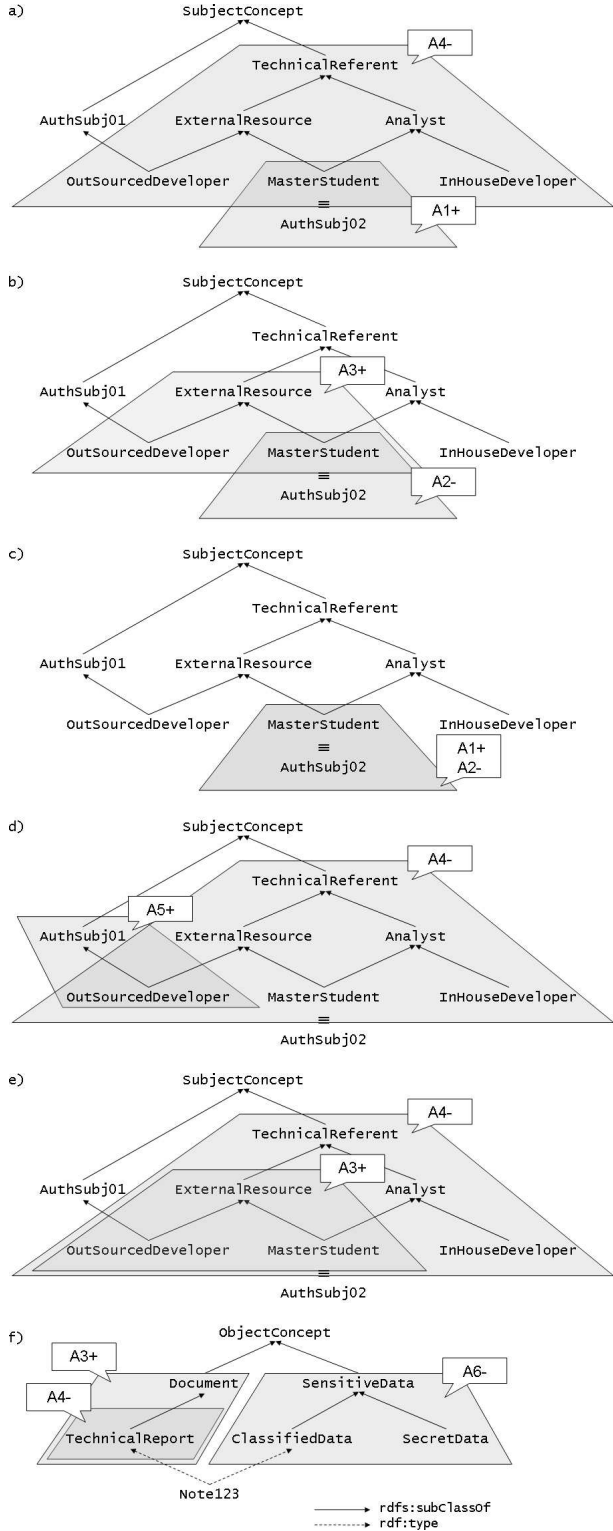 a)
SubjectConcept
A4-
TechnicalReferent
AuthSubj01 ExternalResource Analyst
OutSourcedDeveloper MasterStudent InHouseDeveloper
≡
A1+
AuthSubj02
b)
SubjectConcept
TechnicalReferent
A3+
AuthSubj01 ExternalResource Analyst
OutSourcedDeveloper MasterStudent InHouseDeveloper
≡
A2-
AuthSubj02
c)
SubjectConcept
TechnicalReferent
AuthSubj01 ExternalResource Analyst
OutSourcedDeveloper MasterStudent InHouseDeveloper
≡
A1+
AuthSubj02
A2-
d)
SubjectConcept
A4-
TechnicalReferent
A5+
AuthSubj01 ExternalResource Analyst
OutSourcedDeveloper MasterStudent InHouseDeveloper
≡
AuthSubj02
e)
SubjectConcept
A4-
TechnicalReferent
A3+
AuthSubj01 ExternalResource Analyst
OutSourcedDeveloper MasterStudent InHouseDeveloper
≡
AuthSubj02
f)
ObjectConcept
A3+
Document SensitiveData
A6-
A4-
TechnicalReport ClassifiedData SecretData
Note123
rdfs:subClassOf
rdf:type